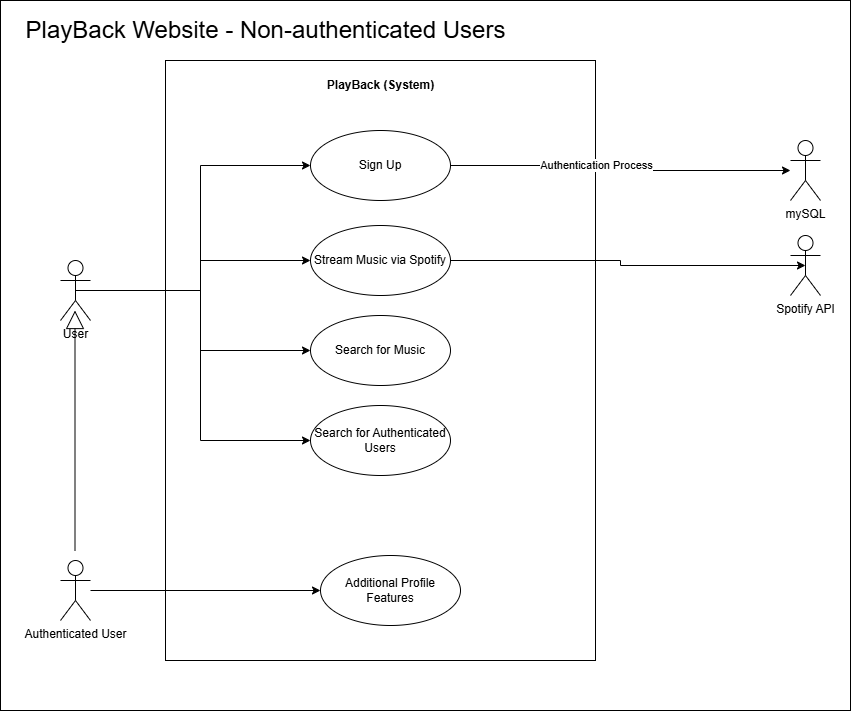 PlayBack Website - Non-authenticated Users
PlayBack (System)
Sign Up
Authentication Process
mySQL
Stream Music via Spotify
Spotify API
User
Search for Music
Search for Authenticated
Users
Additional Profile
Features
Authenticated User